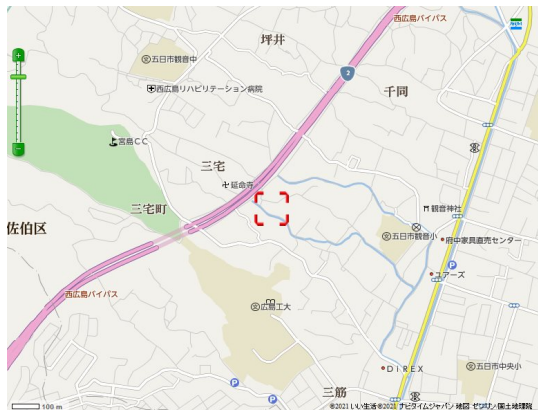 西広島バイパス
坪井
五日市観音中
2
西広島リハビリテーション病院
千同
宮島CC
三宅
延命寺
三宅町
観音神社
佐伯区
五日市観音小
府中家具直売センター
ユアーズ
P
西広島バイパス
広島工大
DiREX
五日市中央小
P
P
三筋
100 m
©2021 いい生活©2021 ナビタイムジャパン 地図 ゼンリン国土地理院